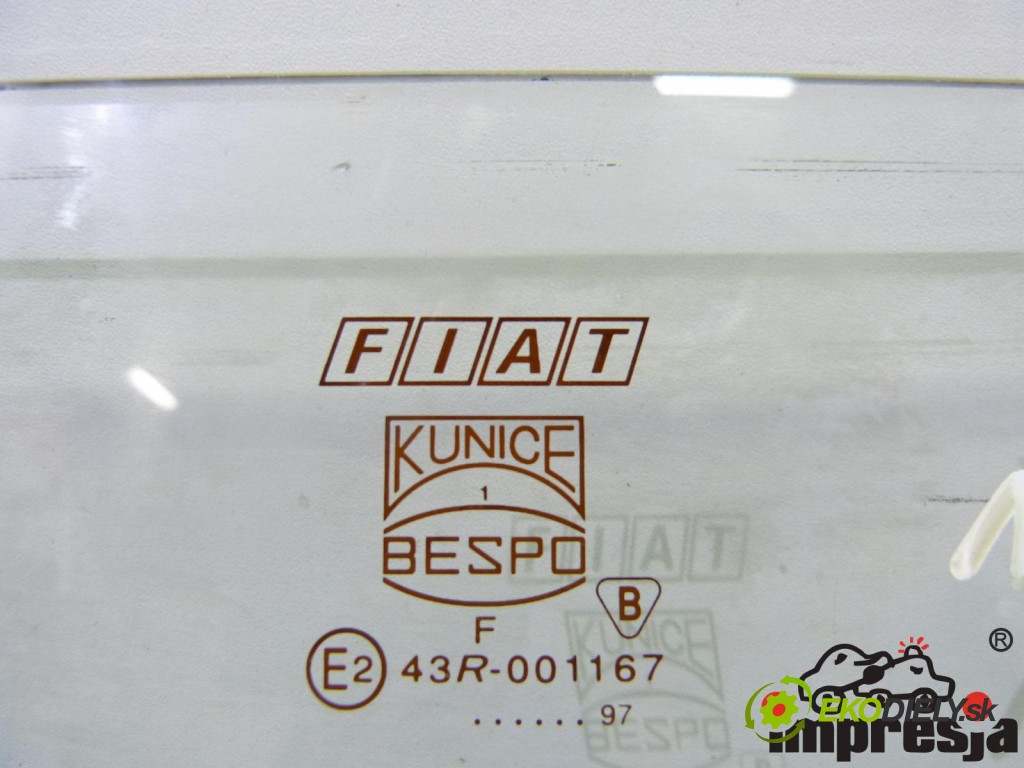 FIAT
KUNICE
1
BESPO
B
F
E2 43R-001167
......97
®
EKODIELY.sk
impresja